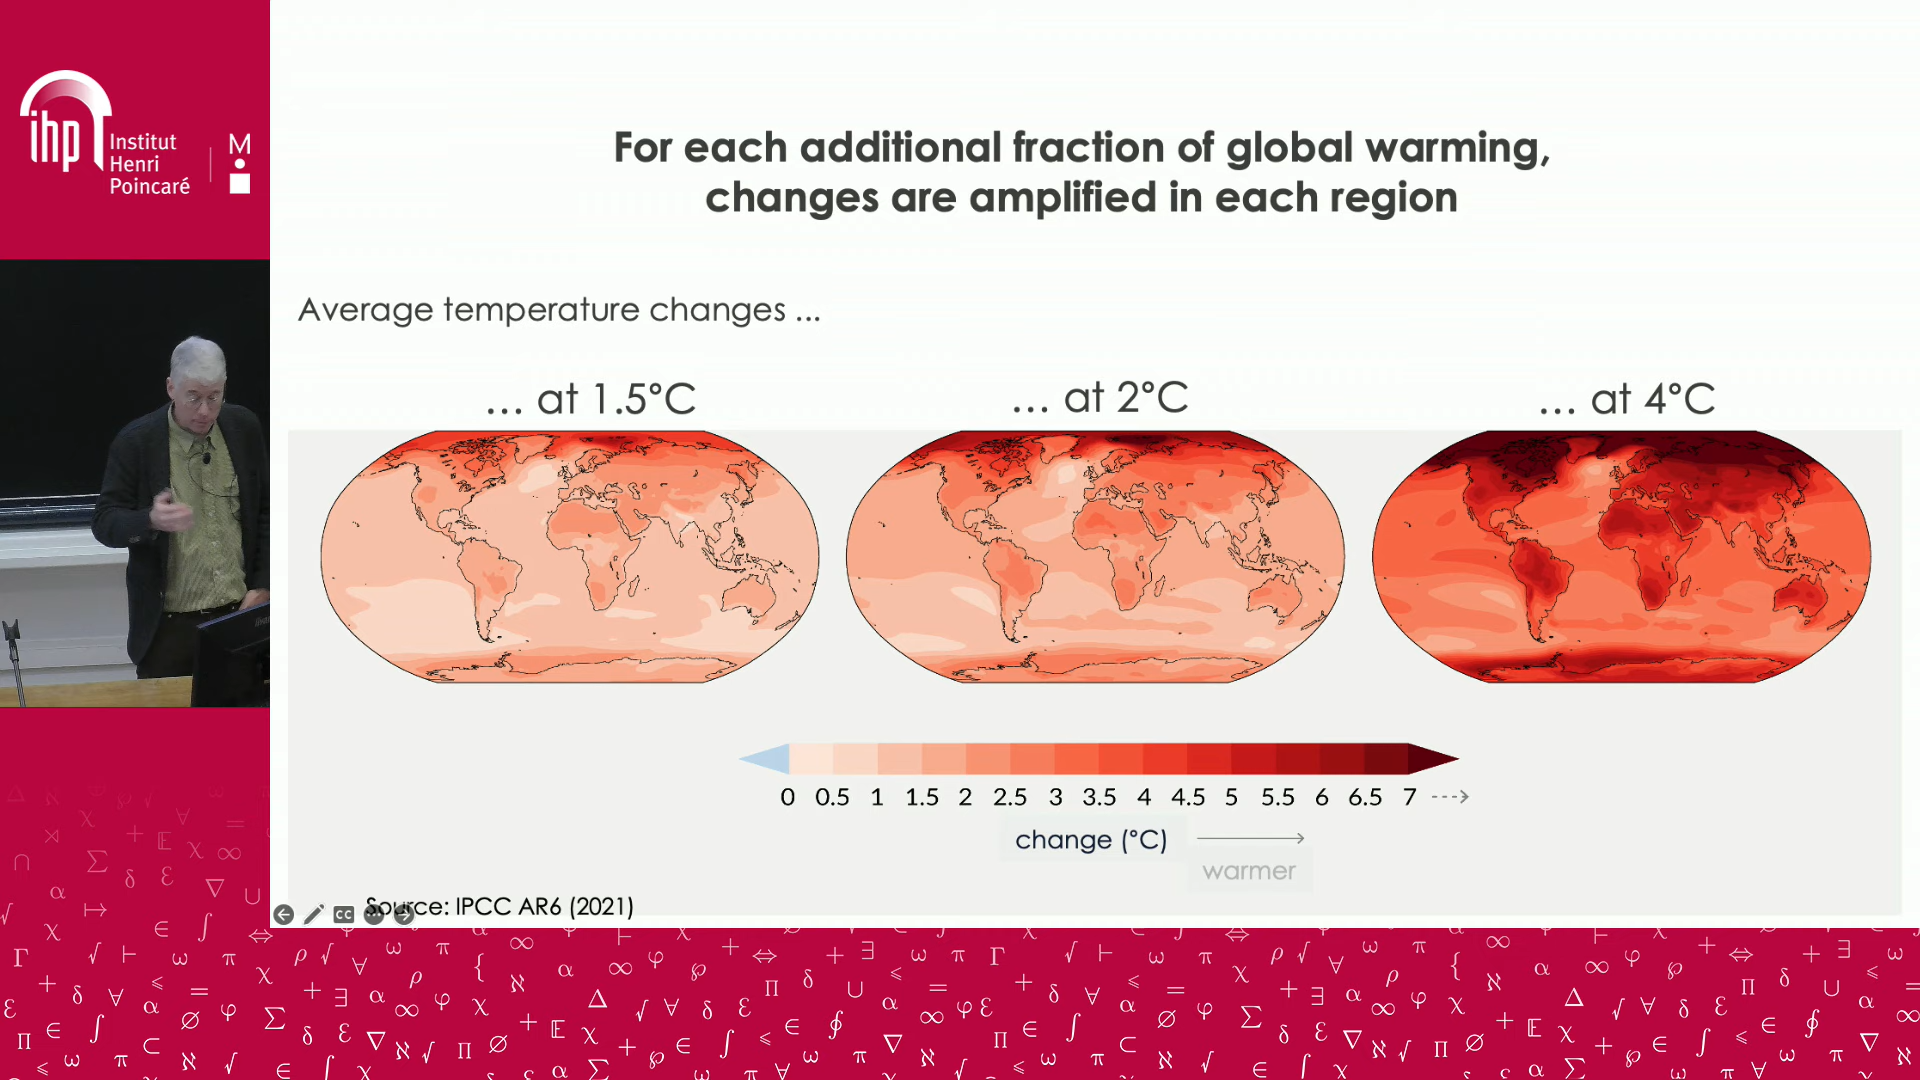 ihp
Institut
Henri
Poincaré
M
For each additional fraction of global warming,
changes are amplified in each region
Average temperature changes ...
... at 1.5°C
... at 2°C
... at 4°C
0 0.5 1 1.5 2 2.5 3 3.5 4 4.5 5 5.5 6 6.5 7
change (°C)
warmer
cc
Source: IPCC AR6 (2021)